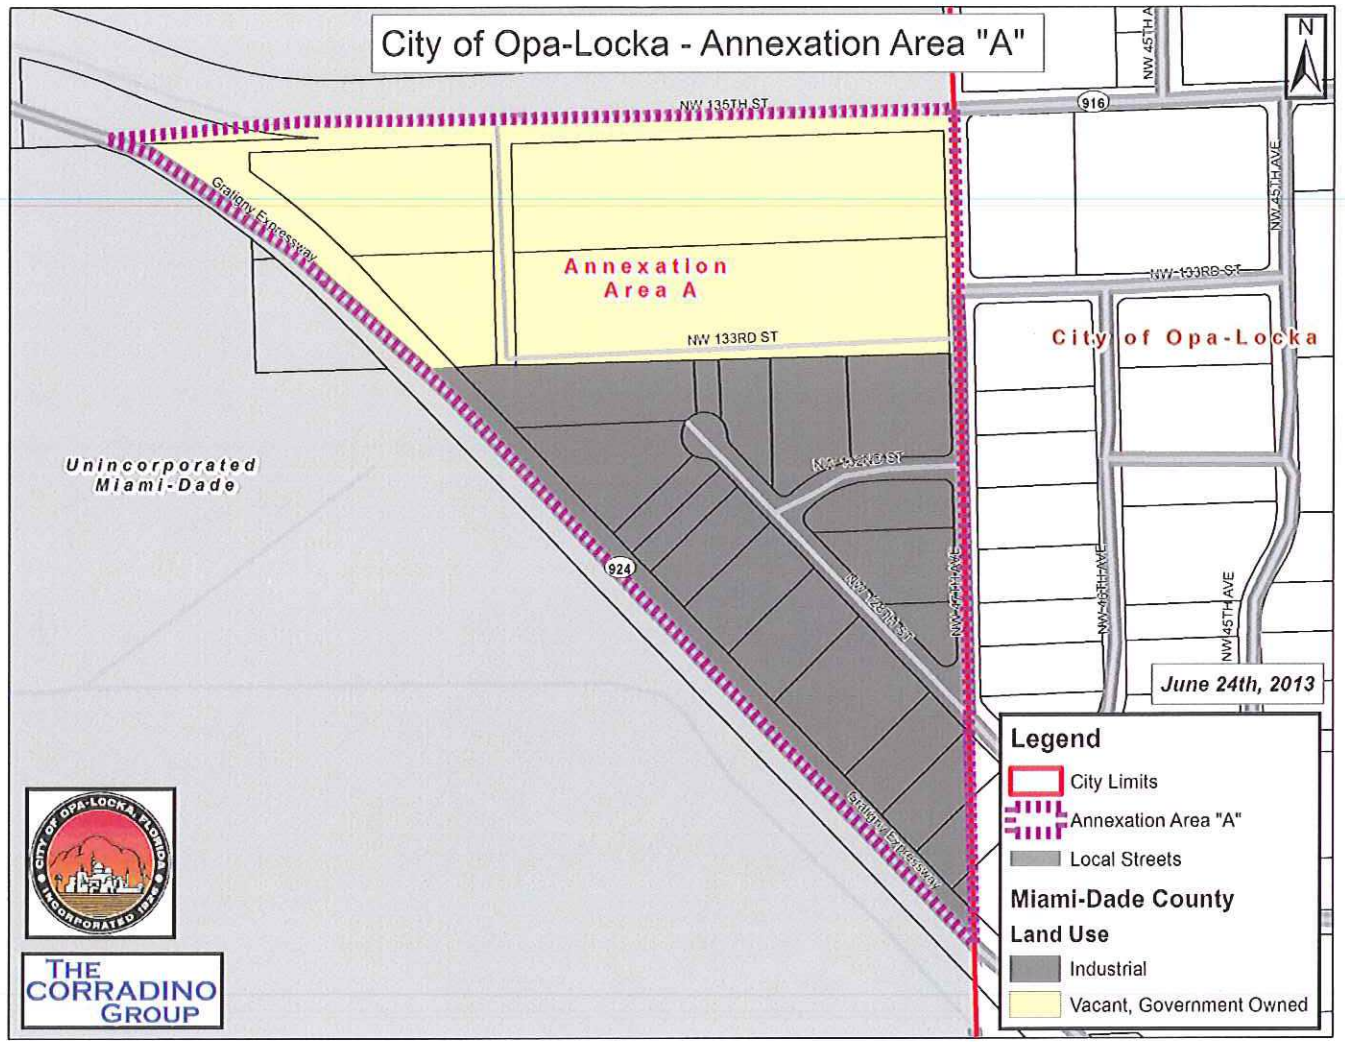 City of Opa-Locka - Annexation Area "A"
N
NW 45TH A
916
NW 135TH ST
NW 45TH AVE
Gratigny Expressway
Annexation
Area A
NW 133RD ST
NW 133RD ST
City of Opa-Locka
Unincorporated
Miami-Dade
NW 132ND ST
924
NW 47TH AVE
NW 46TH AVE
NW 45TH AVE
NW 128TH ST
June 24th, 2013
Gratigny Expressway
Legend
City Limits
Annexation Area "A"
Local Streets
Miami-Dade County
Land Use
Industrial
Vacant, Government Owned
CITY OF OPA-LOCKA, FLORIDA
INCORPORATED 1926
THE
CORRADINO
GROUP